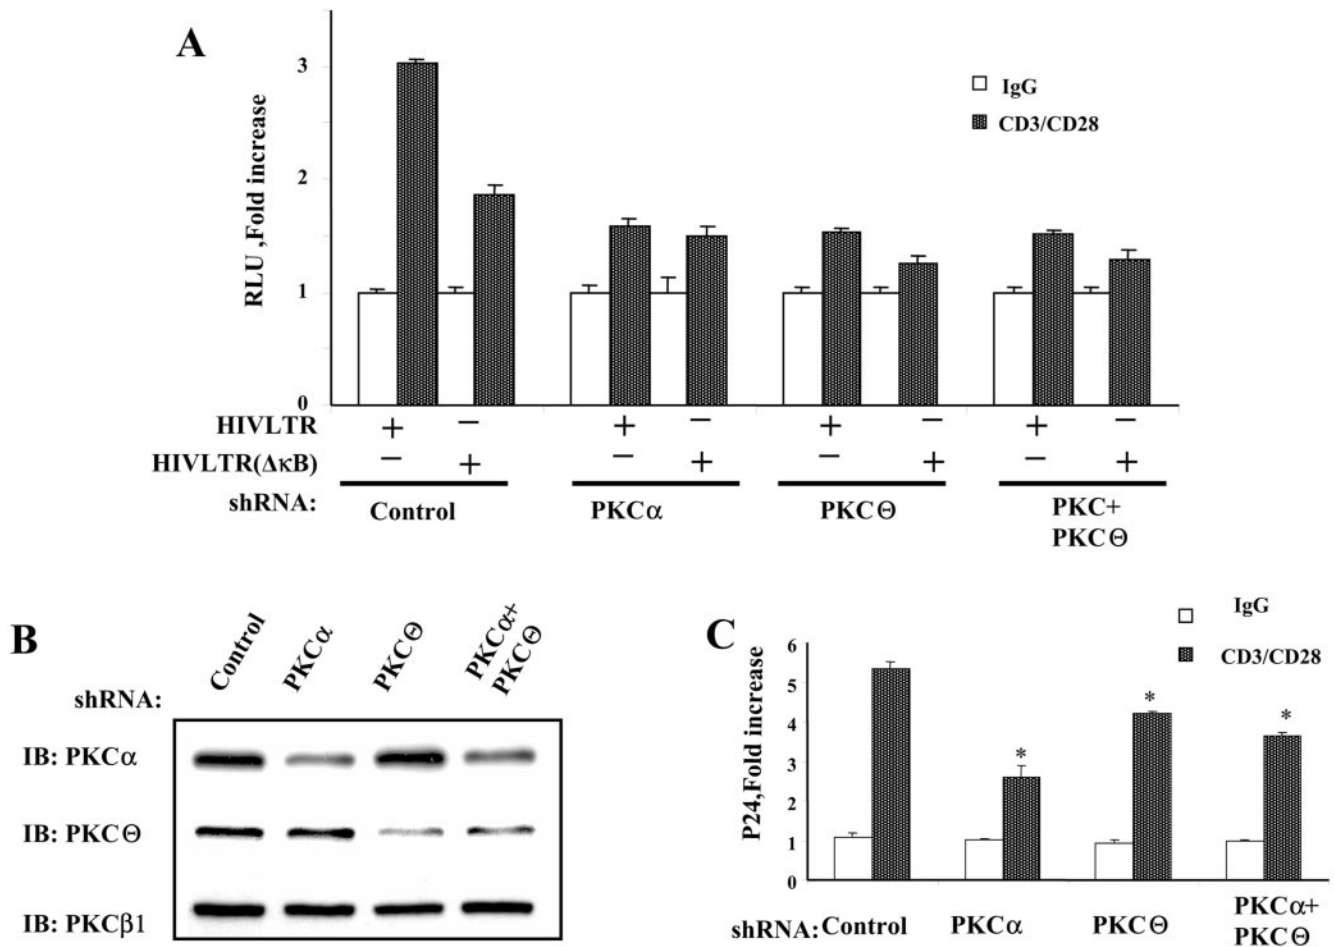 A
3
2
1
0
RLU ,Fold increase
IgG
CD3/CD28
HIVLTR + − + − + − + −
HIVLTR(ΔκB) − + − + − + − +
shRNA: Control PKCα PKCΘ PKC+
PKCΘ
B
shRNA: Control PKCα PKCΘ PKCα+
PKCΘ
IB: PKCα
IB: PKCΘ
IB: PKCβ1
C
IgG
CD3/CD28
6
5
4
3
2
1
0
P24,Fold increase
* * *
shRNA: Control PKCα PKCΘ PKCα+
PKCΘ